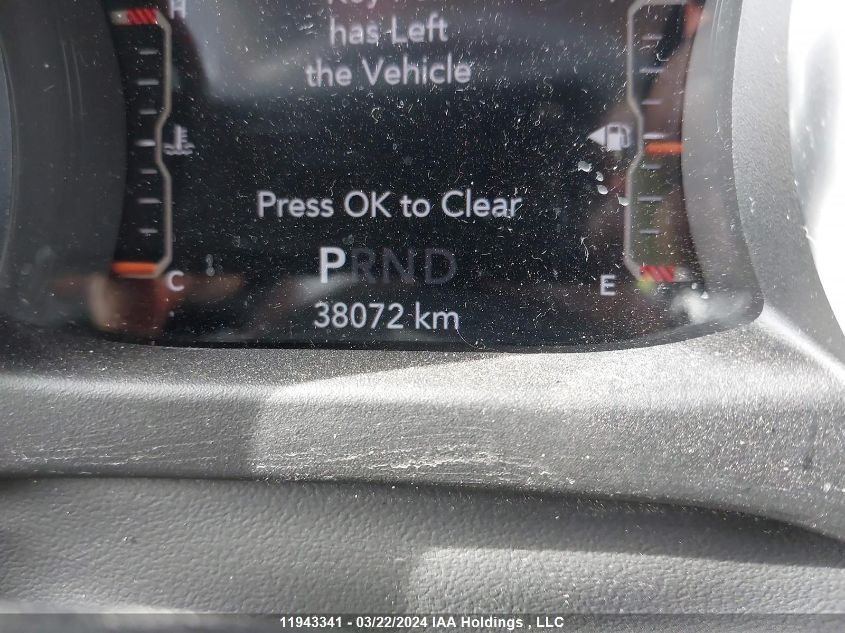 H
has Left
the Vehicle
Press OK to Clear
PRND
C
E
38072 km
11943341 - 03/22/2024 IAA Holdings, LLC